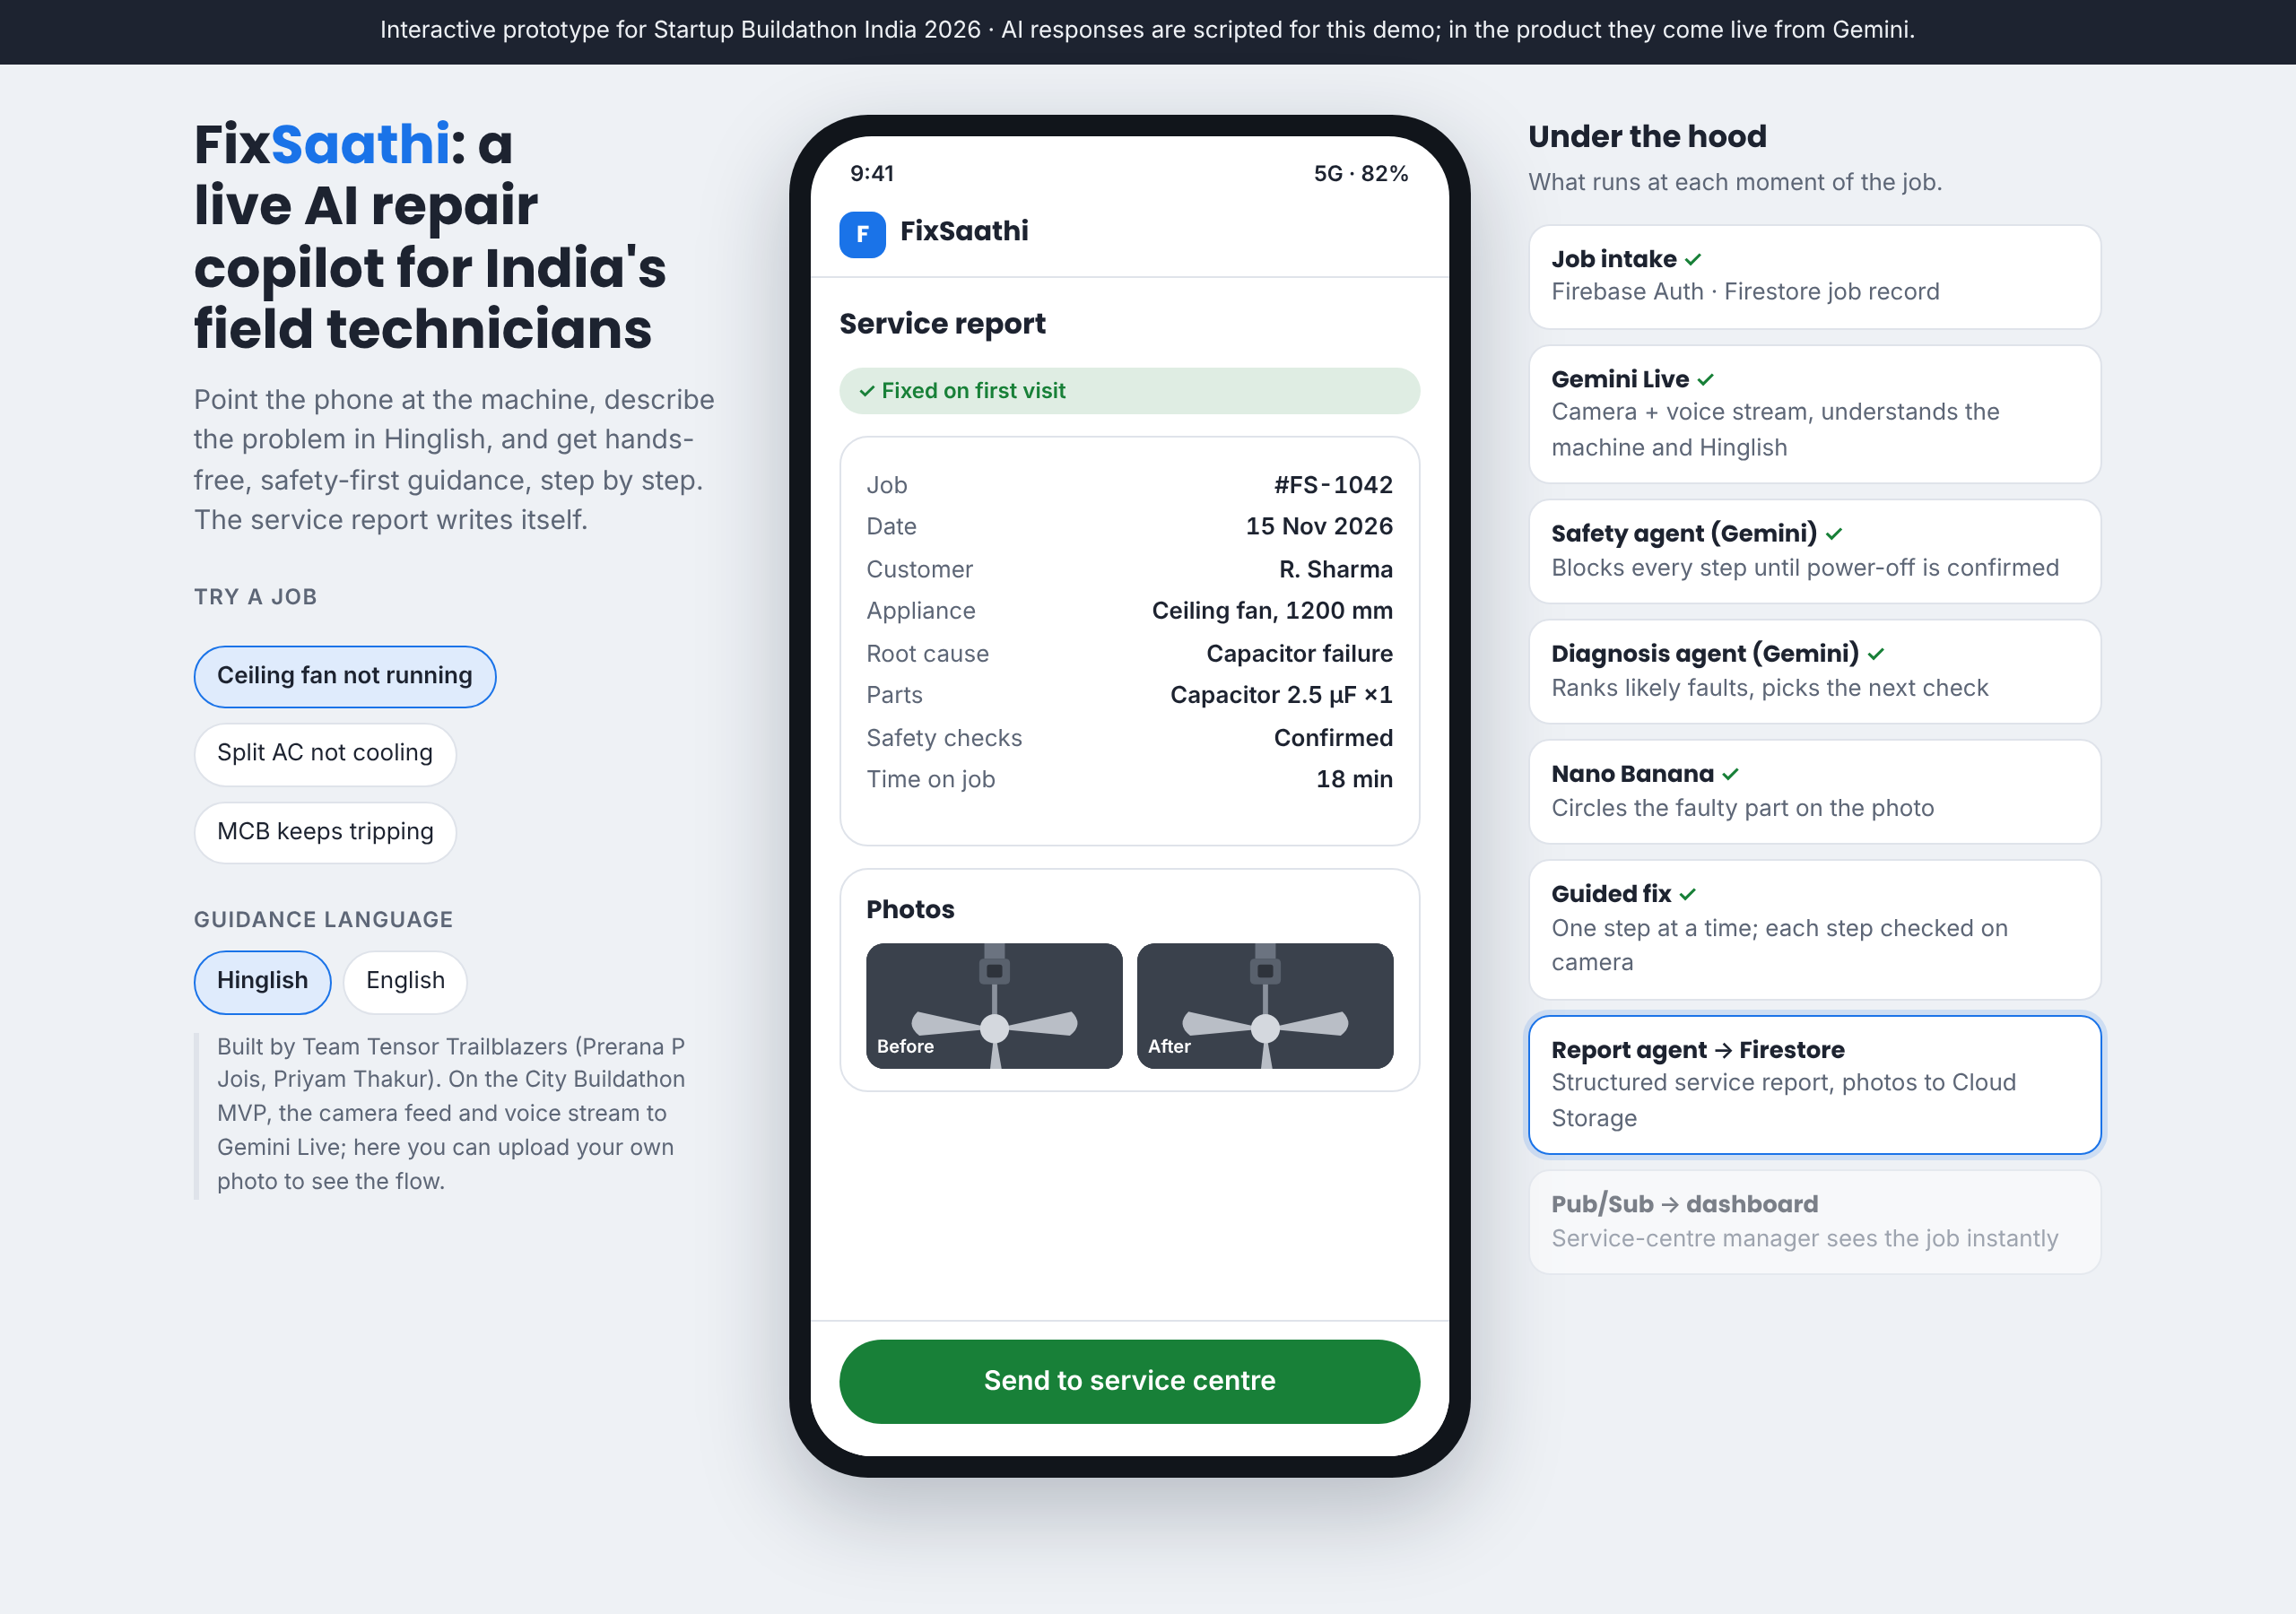 Interactive prototype for Startup Buildathon India 2026 · AI responses are scripted for this demo; in the product they come live from Gemini.
FixSaathi: a
live AI repair
copilot for India's
field technicians
Point the phone at the machine, describe
the problem in Hinglish, and get hands-
free, safety-first guidance, step by step.
The service report writes itself.
TRY A JOB
Ceiling fan not running
Split AC not cooling
MCB keeps tripping
GUIDANCE LANGUAGE
Hinglish English
Built by Team Tensor Trailblazers (Prerana P
Jois, Priyam Thakur). On the City Buildathon
MVP, the camera feed and voice stream to
Gemini Live; here you can upload your own
photo to see the flow.
9:41 5G · 82%
F FixSaathi
Service report
✓ Fixed on first visit
Job #FS-1042
Date 15 Nov 2026
Customer R. Sharma
Appliance Ceiling fan, 1200 mm
Root cause Capacitor failure
Parts Capacitor 2.5 µF ×1
Safety checks Confirmed
Time on job 18 min
Photos
Before After
Send to service centre
Under the hood
What runs at each moment of the job.
Job intake ✓
Firebase Auth · Firestore job record
Gemini Live ✓
Camera + voice stream, understands the
machine and Hinglish
Safety agent (Gemini) ✓
Blocks every step until power-off is confirmed
Diagnosis agent (Gemini) ✓
Ranks likely faults, picks the next check
Nano Banana ✓
Circles the faulty part on the photo
Guided fix ✓
One step at a time; each step checked on
camera
Report agent → Firestore
Structured service report, photos to Cloud
Storage
Pub/Sub → dashboard
Service-centre manager sees the job instantly